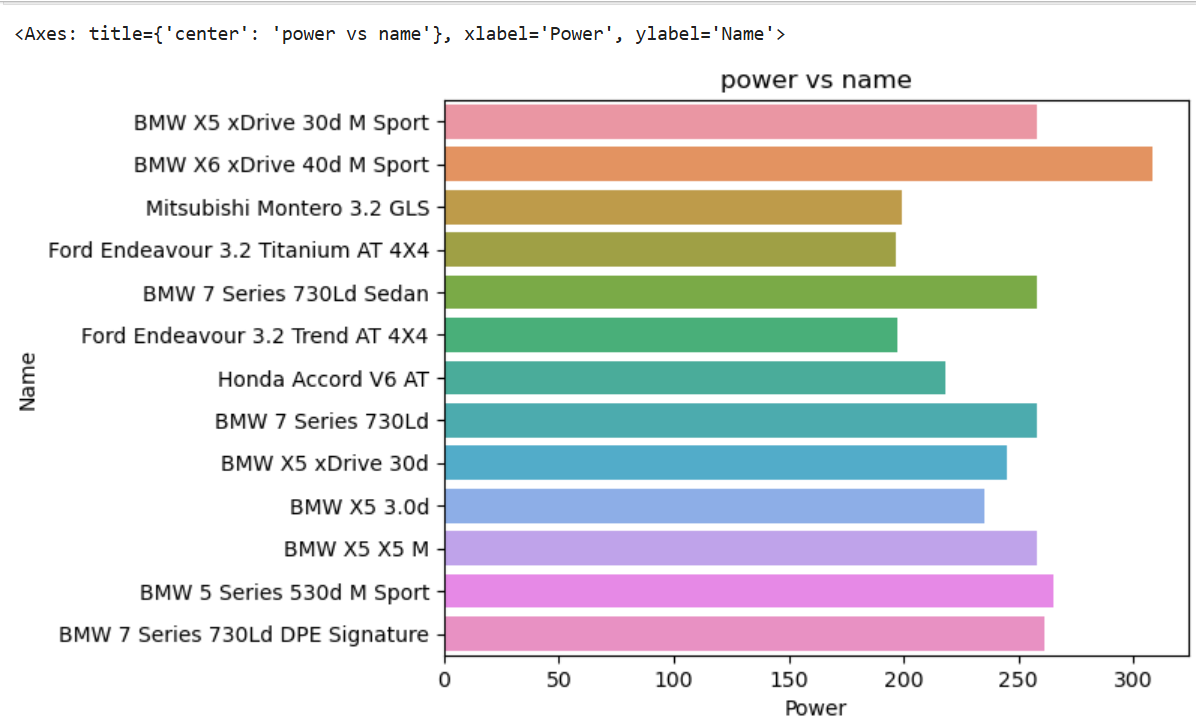 <Axes: title={'center': 'power vs name'}, xlabel='Power', ylabel='Name'>
power vs name
BMW X5 xDrive 30d M Sport
BMW X6 xDrive 40d M Sport
Mitsubishi Montero 3.2 GLS
Ford Endeavour 3.2 Titanium AT 4X4
BMW 7 Series 730Ld Sedan
Ford Endeavour 3.2 Trend AT 4X4
Honda Accord V6 AT
BMW 7 Series 730Ld
BMW X5 xDrive 30d
BMW X5 3.0d
BMW X5 X5 M
BMW 5 Series 530d M Sport
BMW 7 Series 730Ld DPE Signature
Name
0 50 100 150 200 250 300
Power